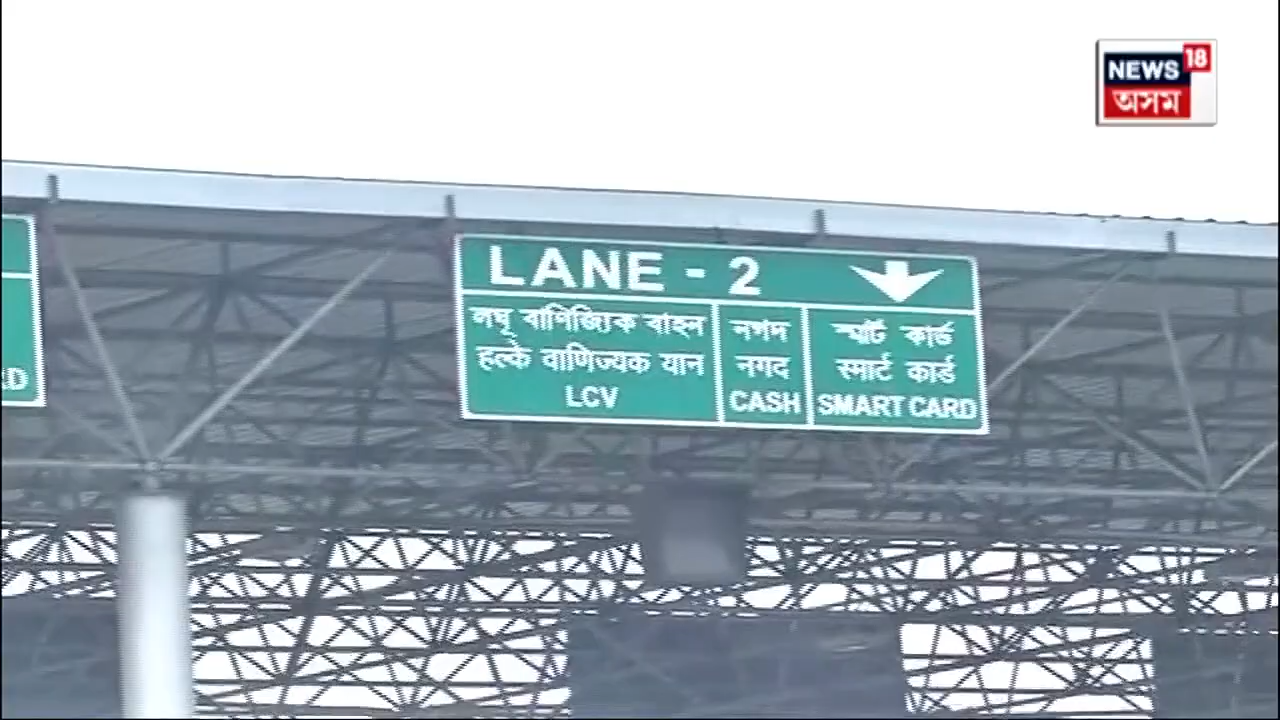 NEWS 18
অসম
LANE - 2
লঘূ বাণিজ্যিক বাহন
নগদ
স্মার্ট কার্ড
हल्के वाणिज्यक यान
नगद
स्मार्ट कार्ड
LCV
CASH
SMART CARD